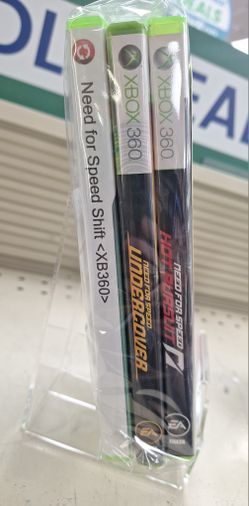 Need for Speed Shift <XB360>
XBOX 360
NEED FOR SPEED
UNDERCOVER
EA
XBOX 360
NEED FOR SPEED
HOT PURSUIT
EA